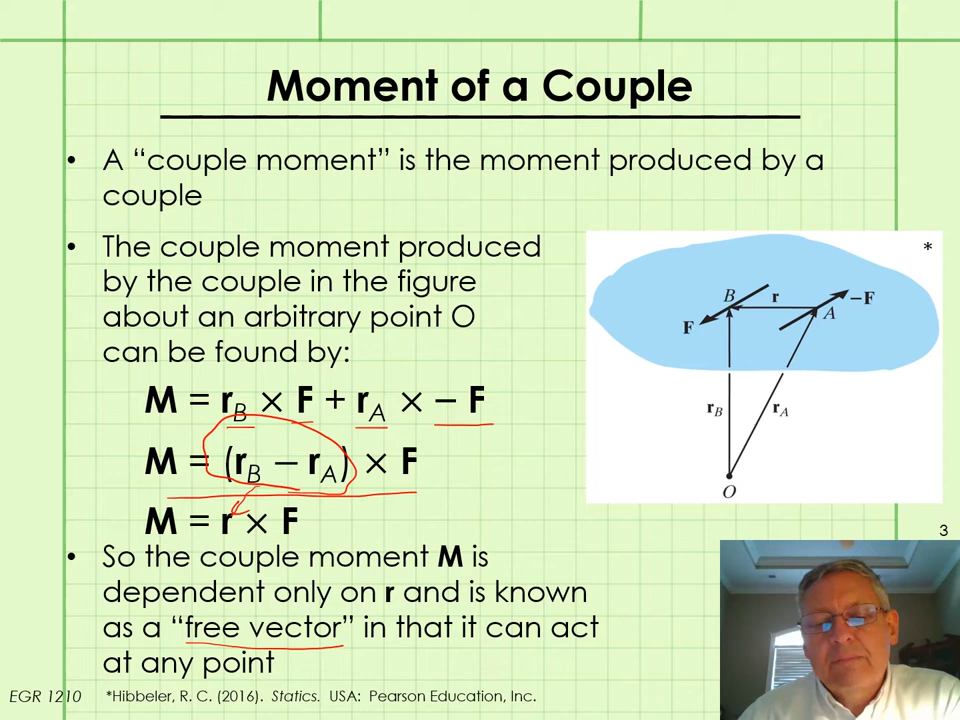 Moment of a Couple
• A “couple moment” is the moment produced by a
couple
• The couple moment produced
by the couple in the figure
about an arbitrary point O
can be found by:
M = r_B × F + r_A × − F
M = (r_B − r_A) × F
M = r × F
• So the couple moment M is
dependent only on r and is known
as a “free vector” in that it can act
at any point
*
B
r
−F
A
F
r_B
r_A
O
3
EGR 1210
*Hibbeler, R. C. (2016). Statics. USA: Pearson Education, Inc.